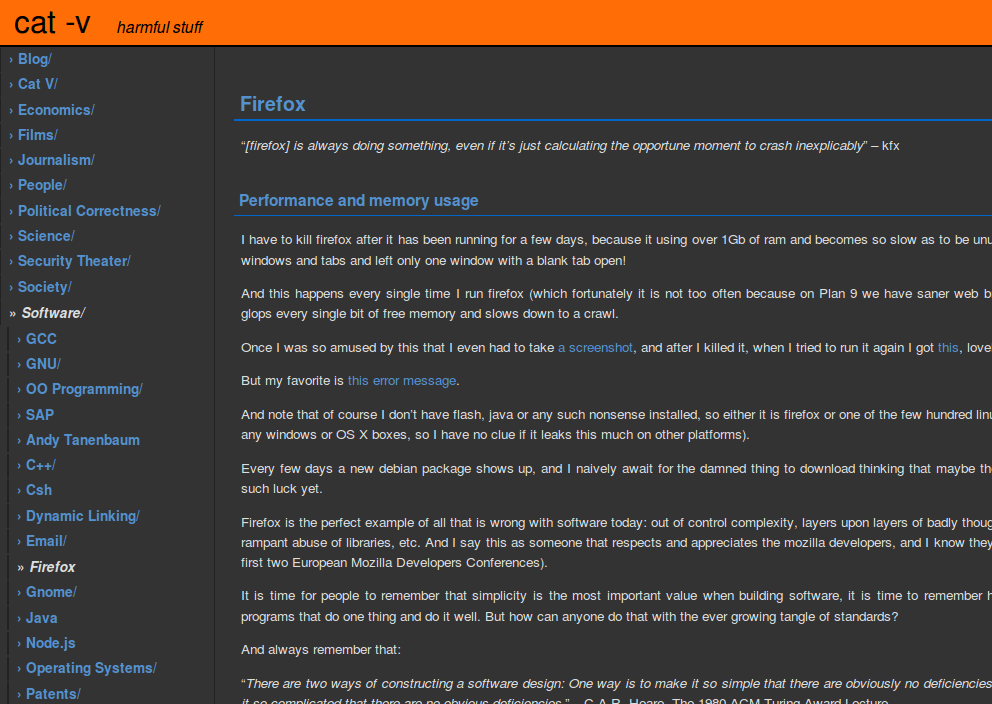 cat -v harmful stuff
› Blog/
› Cat V/
› Economics/
› Films/
› Journalism/
› People/
› Political Correctness/
› Science/
› Security Theater/
› Society/
» Software/
› GCC
› GNU/
› OO Programming/
› SAP
› Andy Tanenbaum
› C++/
› Csh
› Dynamic Linking/
› Email/
» Firefox
› Gnome/
› Java
› Node.js
› Operating Systems/
› Patents/
Firefox
“[firefox] is always doing something, even if it’s just calculating the opportune moment to crash inexplicably” – kfx
Performance and memory usage
I have to kill firefox after it has been running for a few days, because it using over 1Gb of ram and becomes so slow as to be
windows and tabs and left only one window with a blank tab open!
And this happens every single time I run firefox (which fortunately it is not too often because on Plan 9 we have saner web
glops every single bit of free memory and slows down to a crawl.
Once I was so amused by this that I even had to take a screenshot, and after I killed it, when I tried to run it again I got this, love
But my favorite is this error message.
And note that of course I don’t have flash, java or any such nonsense installed, so either it is firefox or one of the few hundred
any windows or OS X boxes, so I have no clue if it leaks this much on other platforms).
Every few days a new debian package shows up, and I naively await for the damned thing to download thinking that maybe
such luck yet.
Firefox is the perfect example of all that is wrong with software today: out of control complexity, layers upon layers of badly
rampant abuse of libraries, etc. And I say this as someone that respects and appreciates the mozilla developers, and I know they
first two European Mozilla Developers Conferences).
It is time for people to remember that simplicity is the most important value when building software, it is time to remember
programs that do one thing and do it well. But how can anyone do that with the ever growing tangle of standards?
And always remember that:
“There are two ways of constructing a software design: One way is to make it so simple that there are obviously no deficiencies
it so complicated that there are no obvious deficiencies.” – C.A.R. Hoare, The 1980 ACM Turing Award Lecture